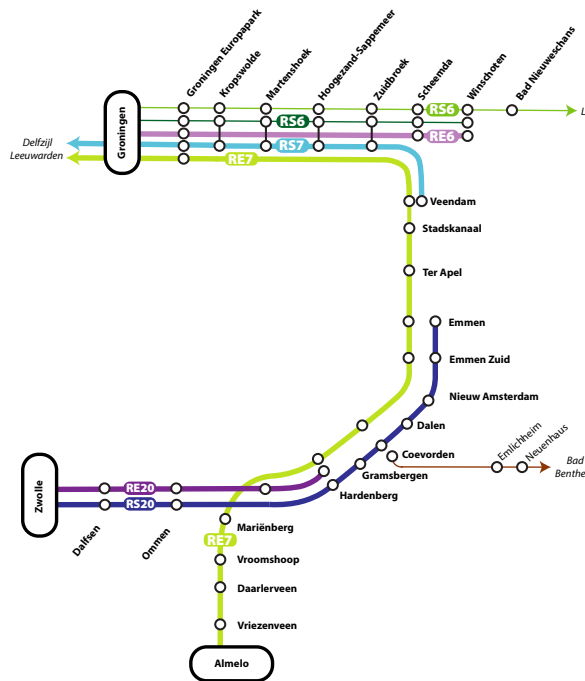 Groningen Europapark
Kropswolde
Martenshoek
Hoogezand-Sappemeer
Zuidbroek
Scheemda
Winschoten
Bad Nieuweschans
Groningen
RS6
L
RS6
RE6
Delfzijl
Leeuwarden
RS7
RE7
Veendam
Stadskanaal
Ter Apel
Emmen
Emmen Zuid
Nieuw Amsterdam
Dalen
Coevorden
Emlichheim
Neuenhaus
Bad
Benthe
Gramsbergen
Hardenberg
Zwolle
RE20
RS20
Dalfsen
Ommen
Mariënberg
RE7
Vroomshoop
Daarlerveen
Vriezenveen
Almelo